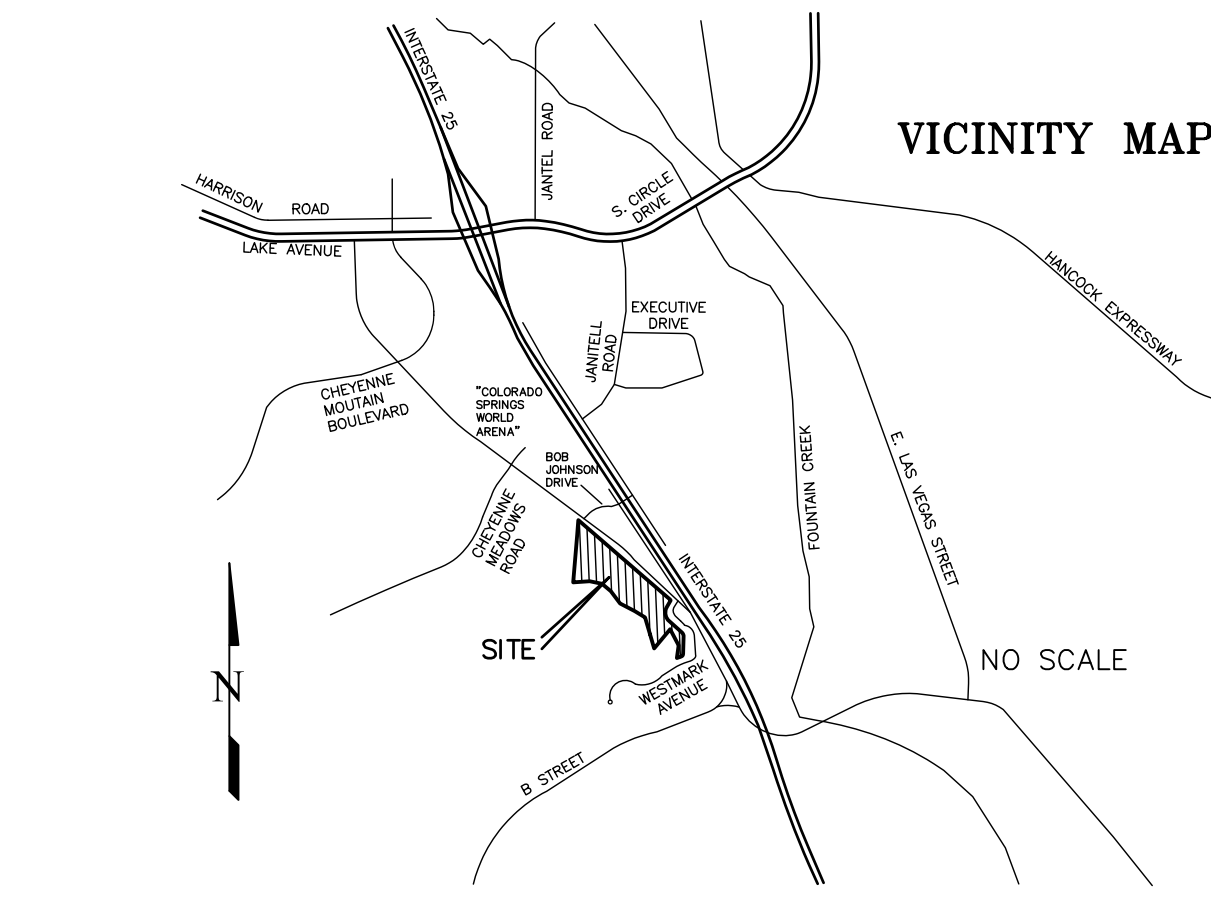 INTERSTATE 25
JANTEL ROAD
VICINITY MAP
HARRISON ROAD
LAKE AVENUE
S. CIRCLE
DRIVE
HANCOCK EXPRESSWAY
EXECUTIVE
DRIVE
JANITELL
ROAD
CHEYENNE
MOUTAIN
BOULEVARD
"COLORADO
SPRINGS
WORLD
ARENA"
BOB
JOHNSON
DRIVE
CHEYENNE
MEADOWS
ROAD
FOUNTAIN CREEK
E. LAS VEGAS STREET
INTERSTATE 25
SITE
NO SCALE
N
WESTMARK
AVENUE
B STREET